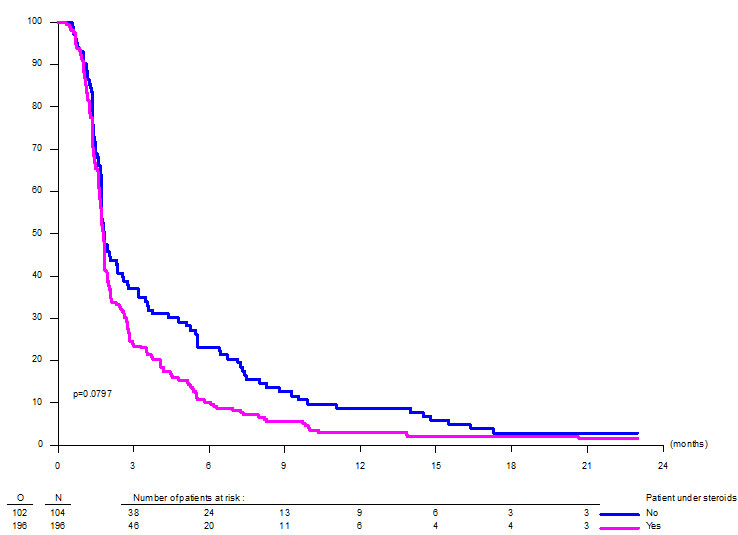 100
90
80
70
60
50
40
30
20
10
0
p=0.0797
(months)
0 3 6 9 12 15 18 21 24
O N Number of patients at risk : Patient under steroids
102 104 38 24 13 9 6 3 3 No
196 196 46 20 11 6 4 4 3 Yes